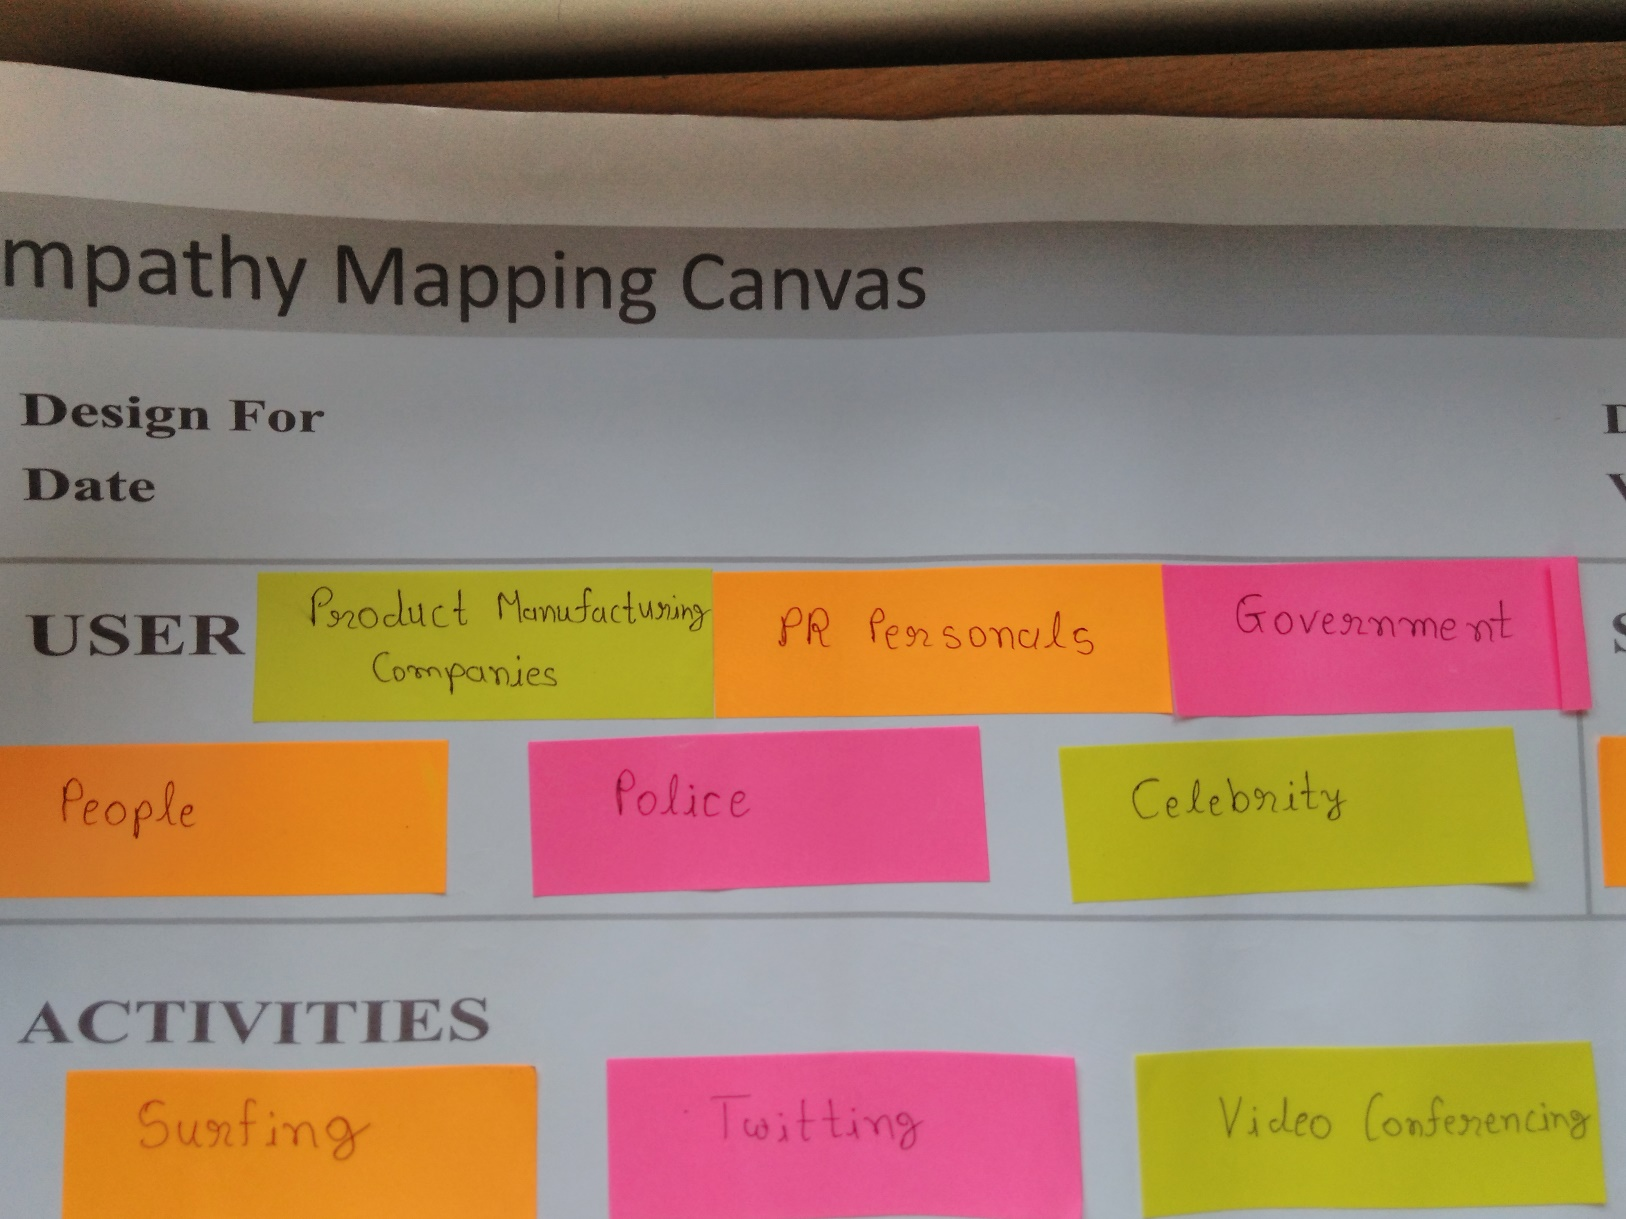 mpathy Mapping Canvas
Design For
Date
USER
Product Manufacturing
Companies
PR Personals
Government
People
Police
Celebrity
ACTIVITIES
Surfing
Twitting
Video Conferencing